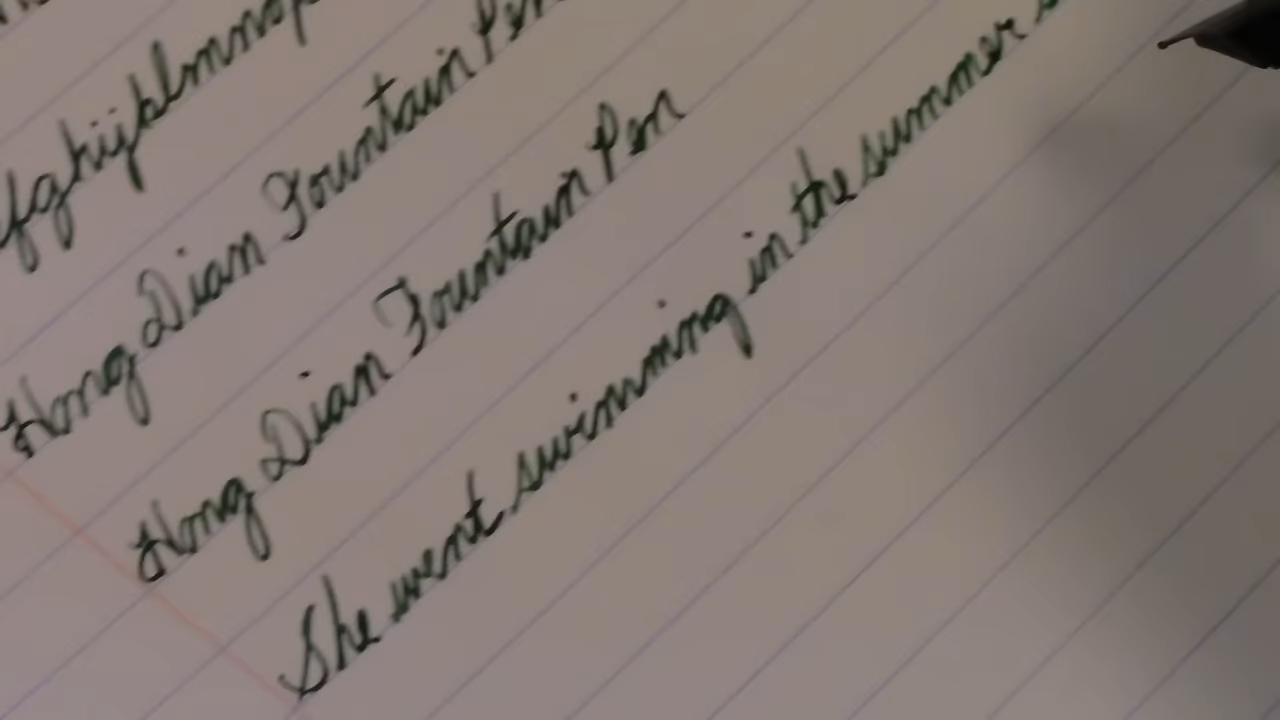 fghijklmnop
Hong Dian Fountain Pen
Hong Dian Fountain Pen
She went swimming in the summer s